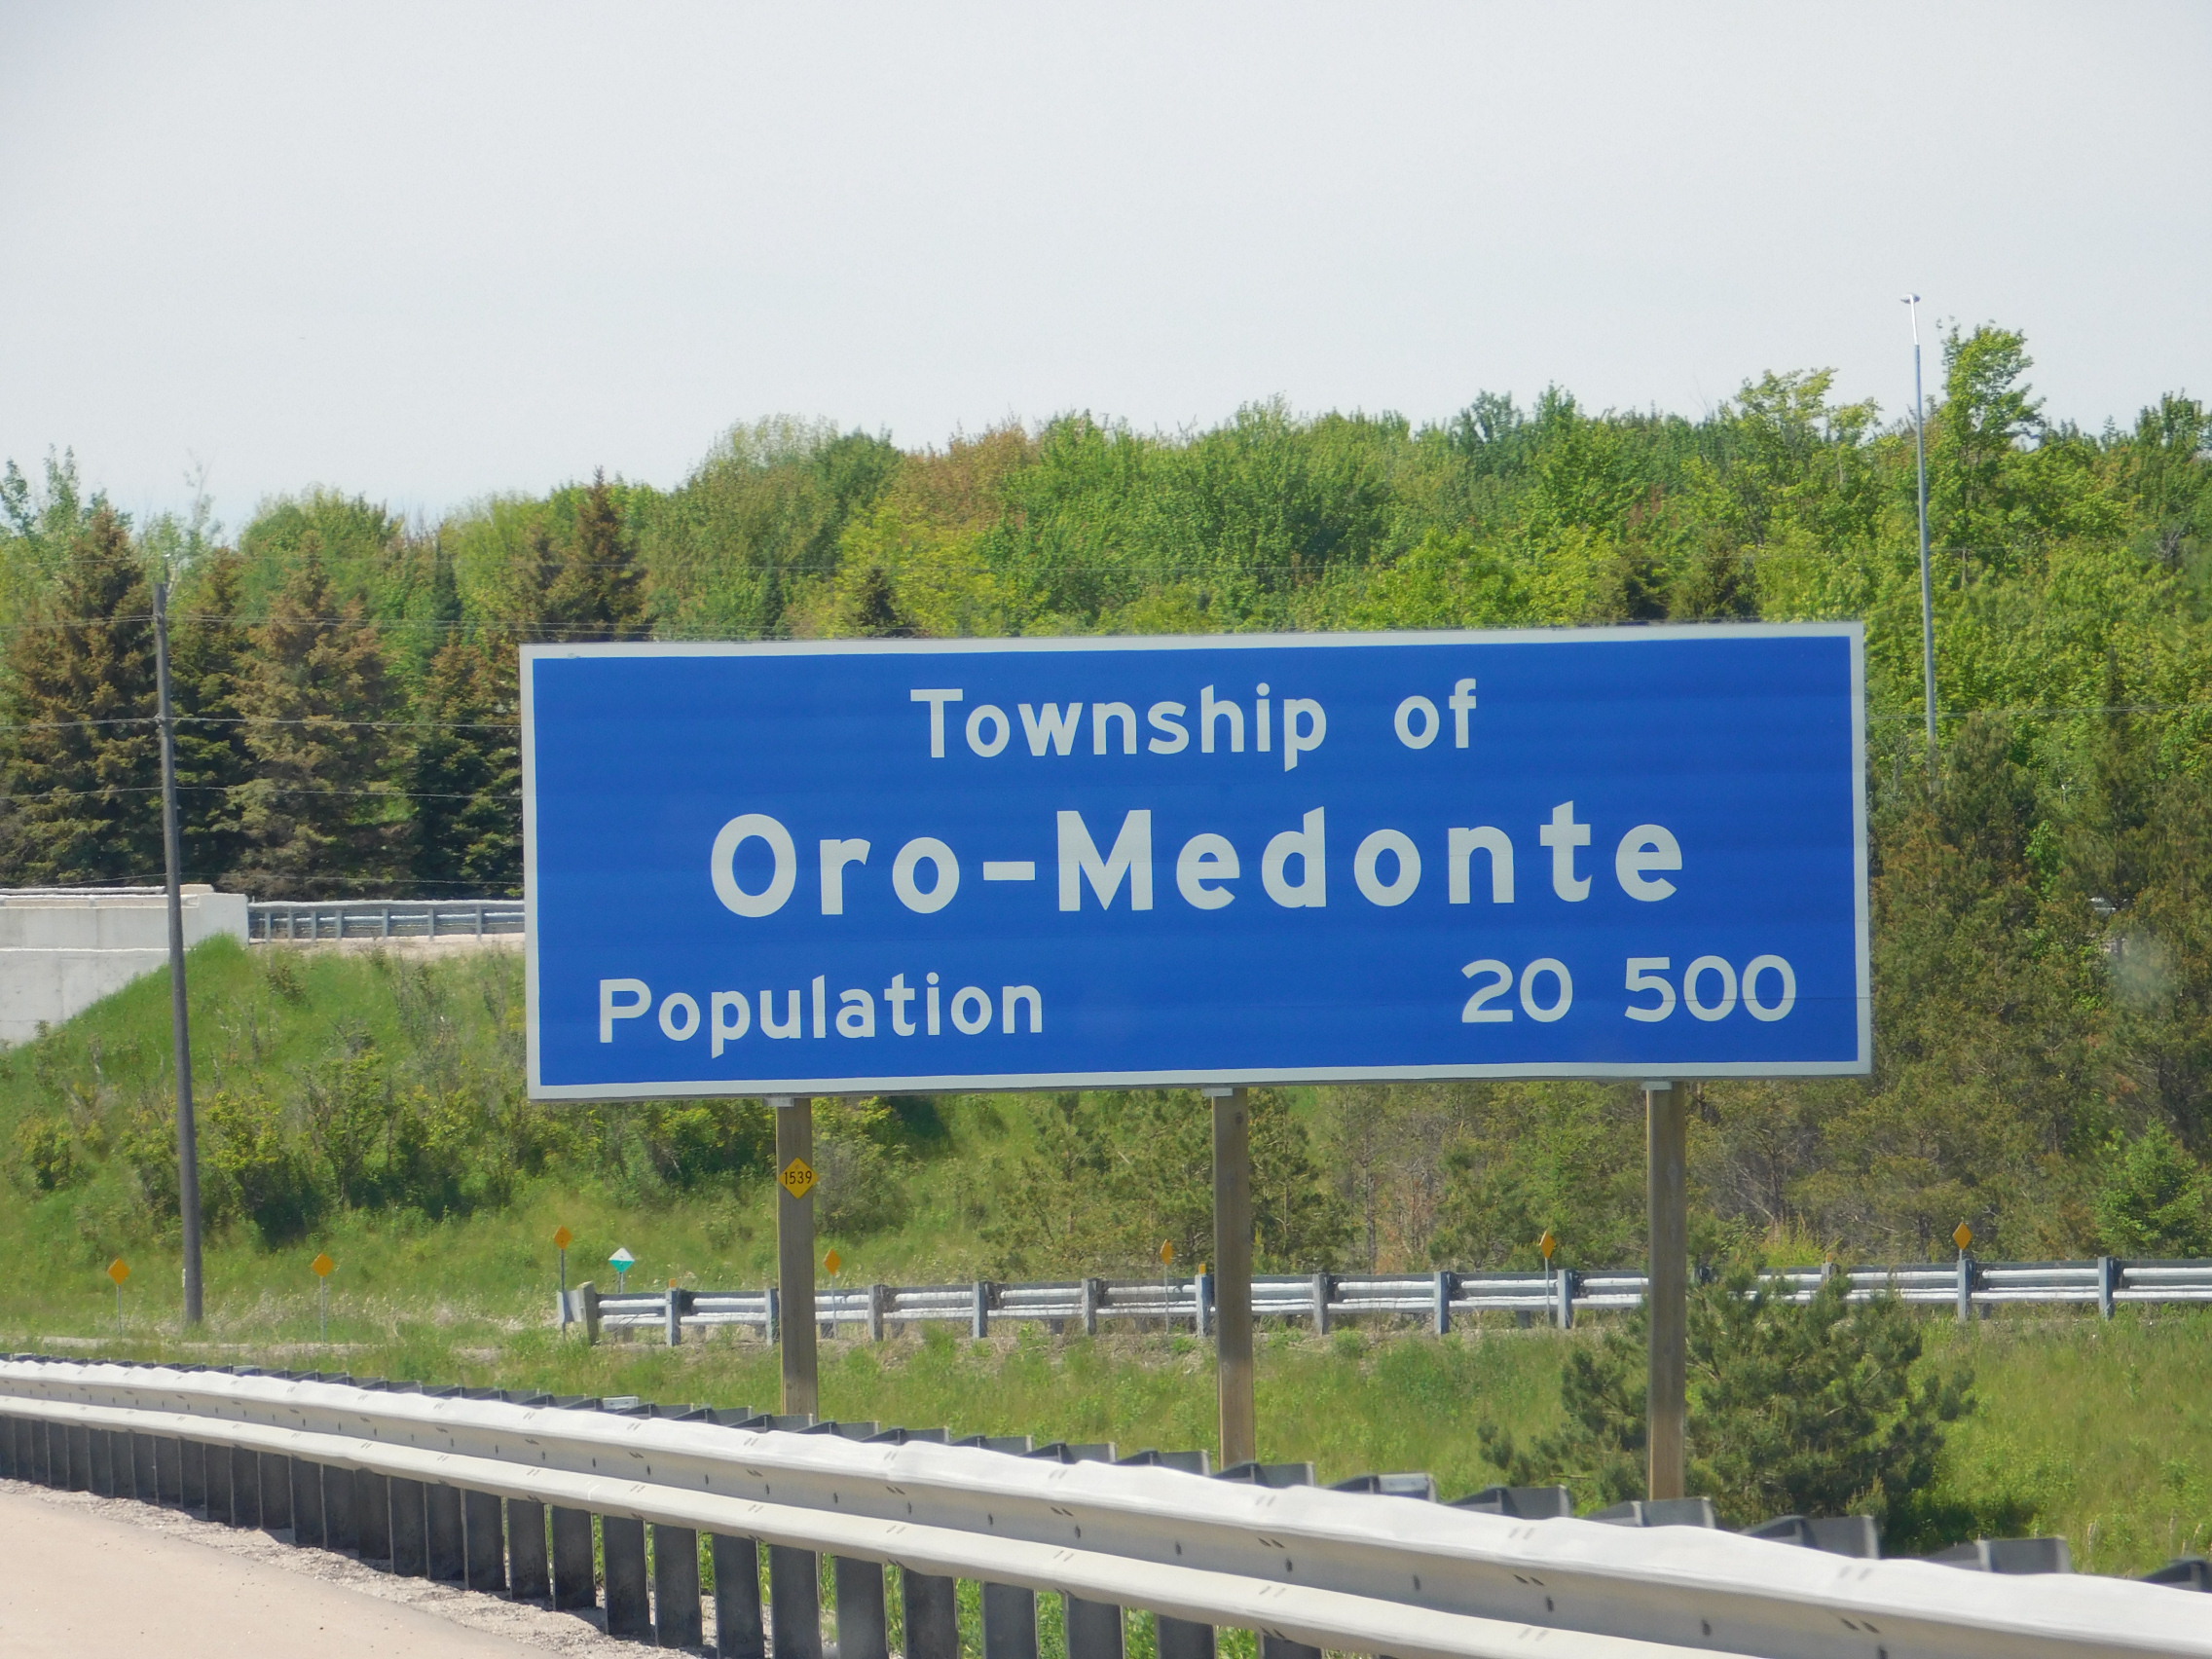 Township of
Oro-Medonte
Population 20 500
1539